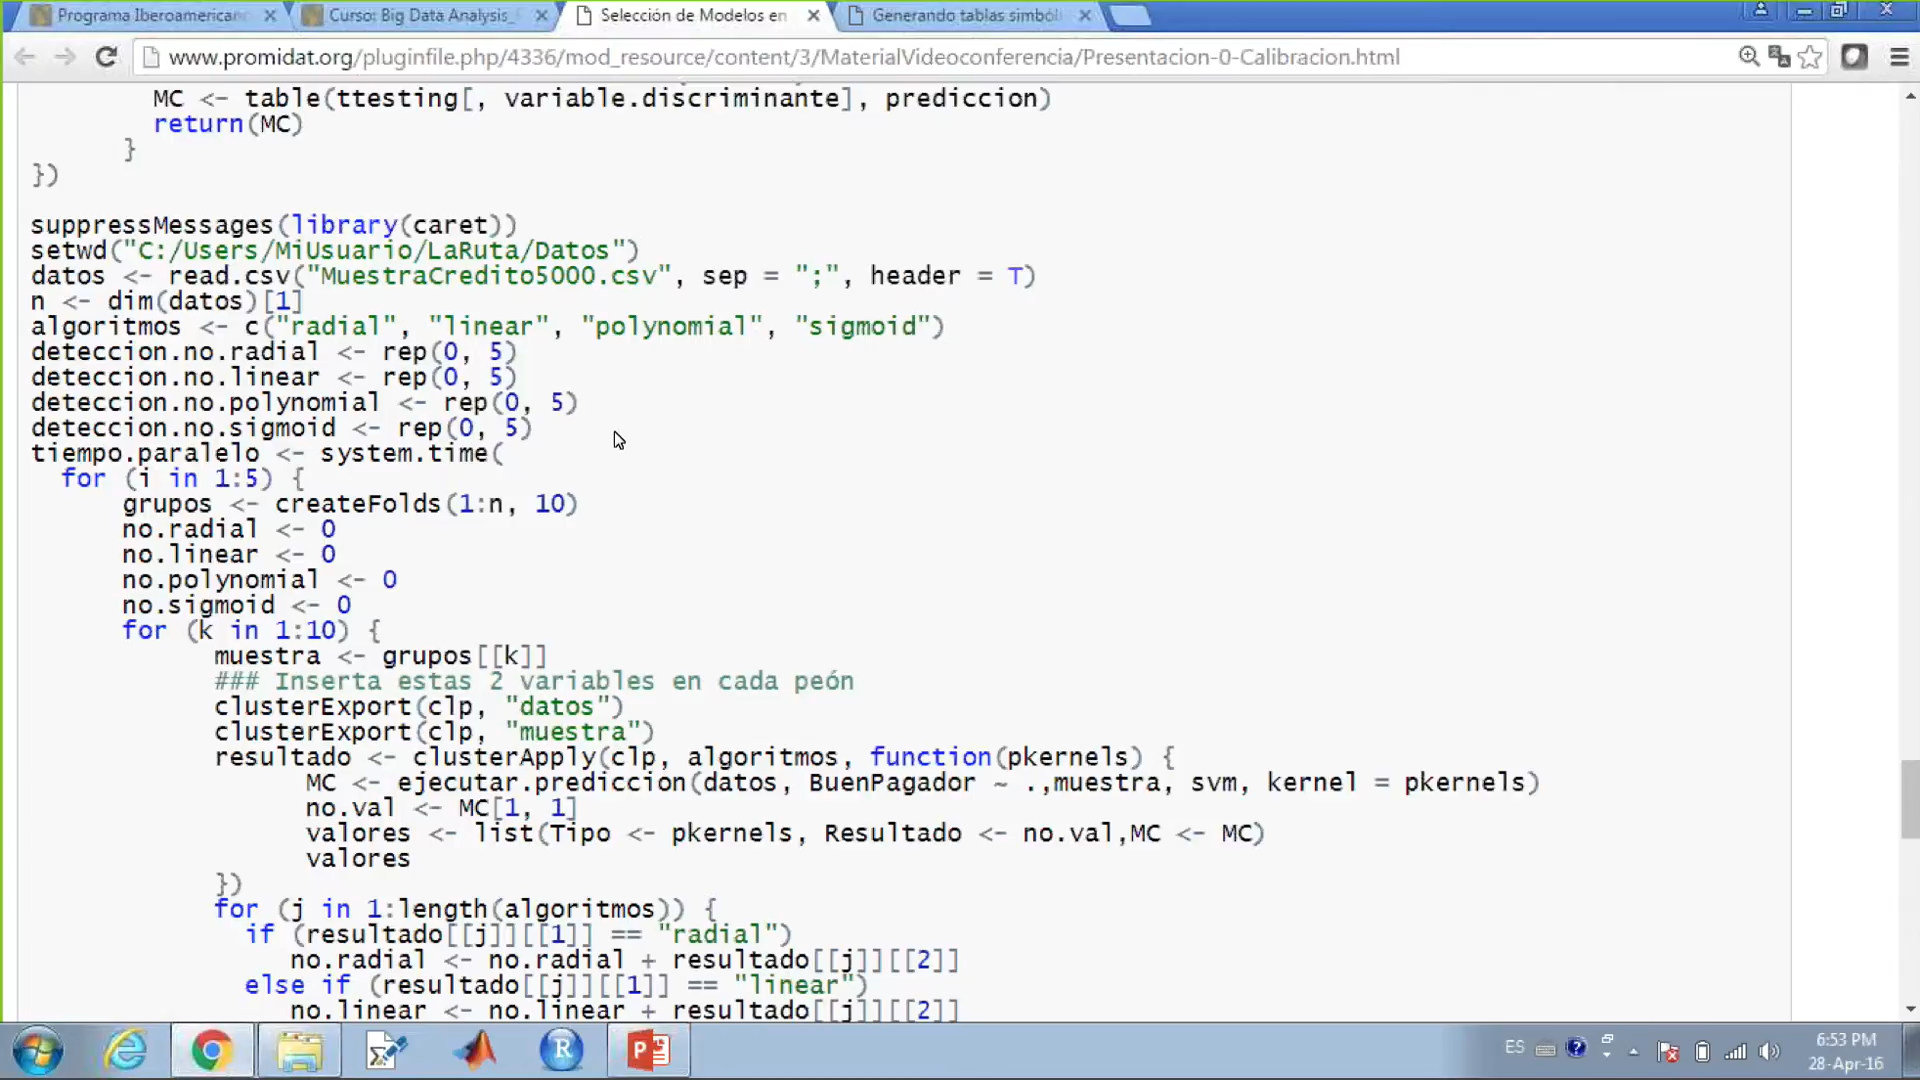 Programa Iberoamericano
Curso: Big Data Analysis_
Selección de Modelos en
Generando tablas simból
www.promidat.org/pluginfile.php/4336/mod_resource/content/3/MaterialVideoconferencia/Presentacion-0-Calibracion.html
MC <- table(ttesting[, variable.discriminante], prediccion)
return(MC)
}
})
suppressMessages(library(caret))
setwd("C:/Users/MiUsuario/LaRuta/Datos")
datos <- read.csv("MuestraCredito5000.csv", sep = ";", header = T)
n <- dim(datos)[1]
algoritmos <- c("radial", "linear", "polynomial", "sigmoid")
deteccion.no.radial <- rep(0, 5)
deteccion.no.linear <- rep(0, 5)
deteccion.no.polynomial <- rep(0, 5)
deteccion.no.sigmoid <- rep(0, 5)
tiempo.paralelo <- system.time(
for (i in 1:5) {
grupos <- createFolds(1:n, 10)
no.radial <- 0
no.linear <- 0
no.polynomial <- 0
no.sigmoid <- 0
for (k in 1:10) {
muestra <- grupos[[k]]
### Inserta estas 2 variables en cada peón
clusterExport(clp, "datos")
clusterExport(clp, "muestra")
resultado <- clusterApply(clp, algoritmos, function(pkernels) {
MC <- ejecutar.prediccion(datos, BuenPagador ~ .,muestra, svm, kernel = pkernels)
no.val <- MC[1, 1]
valores <- list(Tipo <- pkernels, Resultado <- no.val,MC <- MC)
valores
})
for (j in 1:length(algoritmos)) {
if (resultado[[j]][[1]] == "radial")
no.radial <- no.radial + resultado[[j]][[2]]
else if (resultado[[j]][[1]] == "linear")
no.linear <- no.linear + resultado[[j]][[2]]
ES
6:53 PM
28-Apr-16